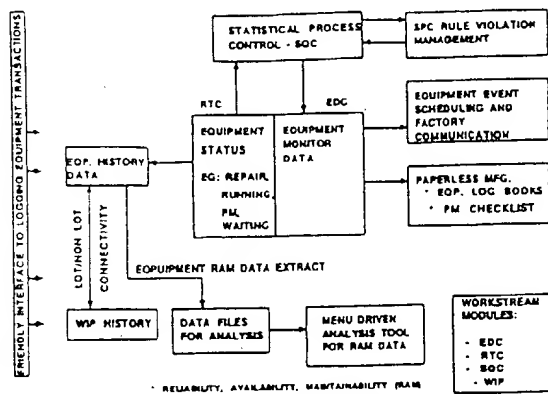 FRIENDLY INTERFACE TO LOGGING EQUIPMENT TRANSACTIONS
STATISTICAL PROCESS
CONTROL - SQC
SPC RULE VIOLATION
MANAGEMENT
RTC
EDC
EQUIPMENT
STATUS
EG: REPAIR,
RUNNING,
PM,
WAITING
EQUIPMENT
MONITOR
DATA
EQUIPMENT EVENT
SCHEDULING AND
FACTORY
COMMUNICATION
EQP. HISTORY
DATA
PAPERLESS MFG.
* EQP. LOG BOOKS
* PM CHECKLIST
LOT/NON LOT
CONNECTIVITY
EQPUIPMENT RAM DATA EXTRACT
WIP HISTORY
DATA FILES
FOR ANALYSIS
MENU DRIVEN
ANALYSIS TOOL
FOR RAM DATA
WORKSTREAM
MODULES:
- EDC
- RTC
- SQC
- WIP
* RELIABILITY, AVAILABILITY, MAINTAINABILITY (RAM)